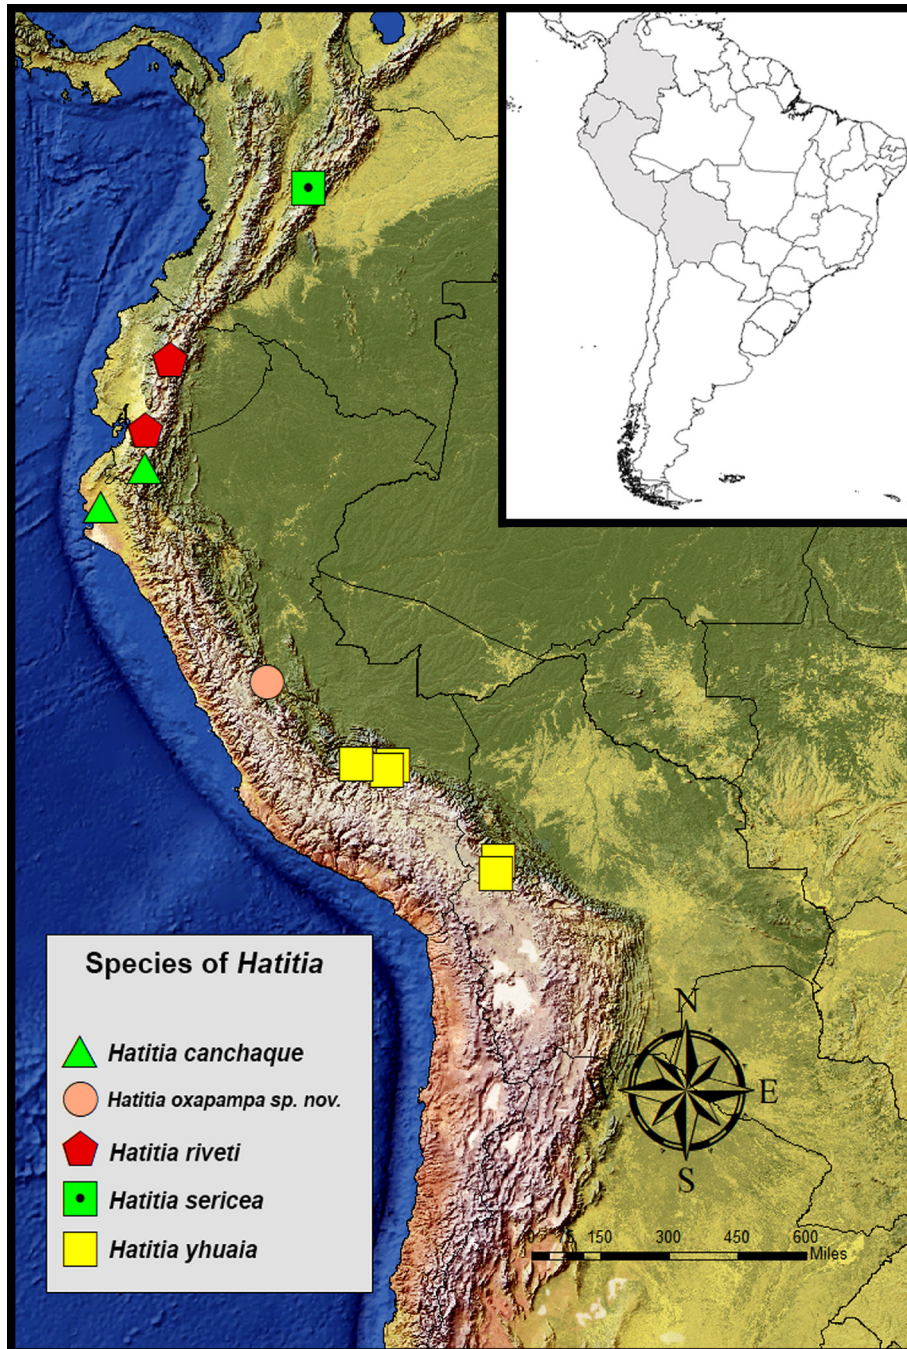 Species of Hatitia
Hatitia canchaque
Hatitia oxapampa sp. nov.
Hatitia riveti
Hatitia sericea
Hatitia yhuaia
N
E
S
0 75 150 300 450 600
Miles